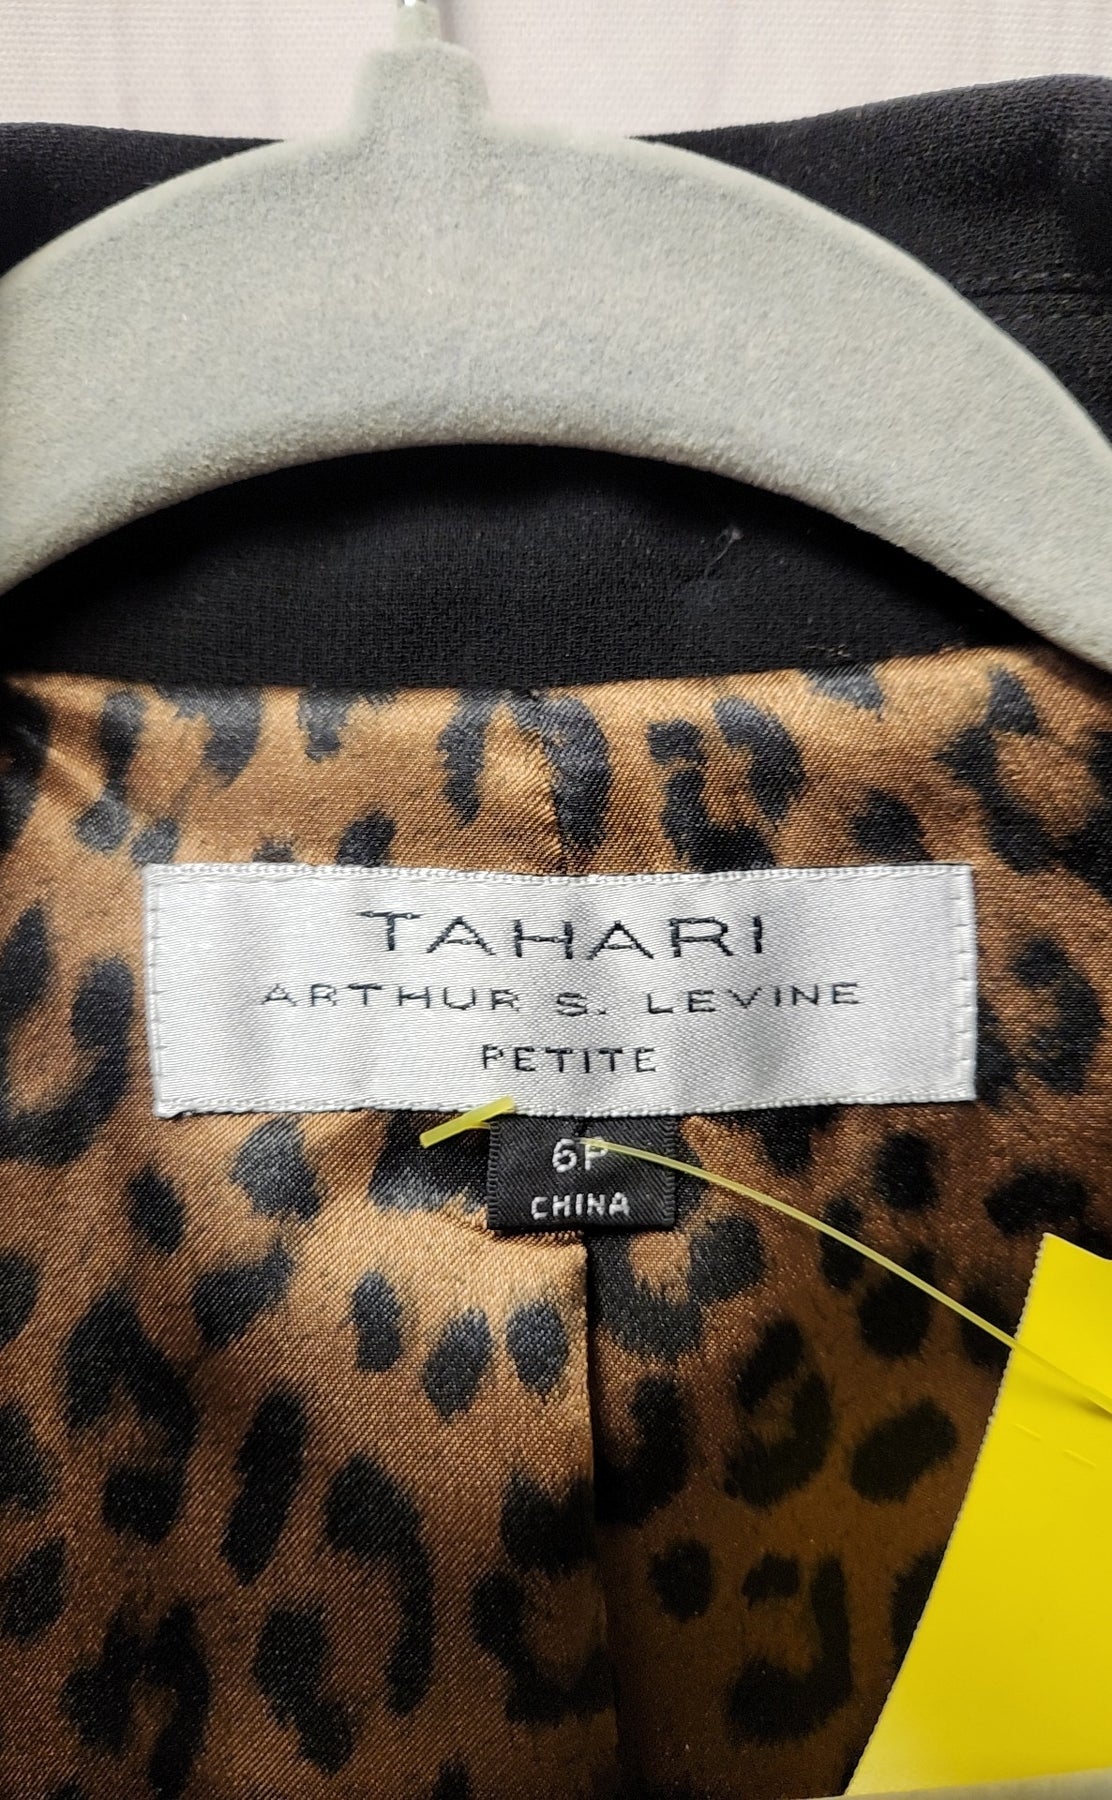 TAHARI
ARTHUR S. LEVINE
PETITE
6P
CHINA